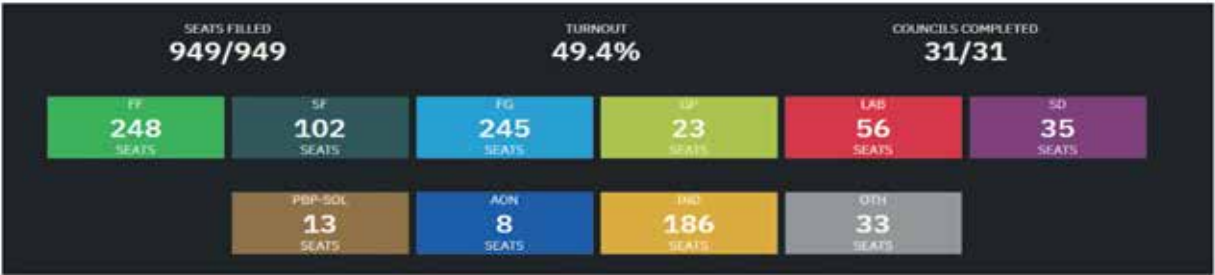 SEATS FILLED
949/949
TURNOUT
49.4%
COUNCILS COMPLETED
31/31
FF
248
SEATS
SF
102
SEATS
FG
245
SEATS
GP
23
SEATS
LAB
56
SEATS
SD
35
SEATS
PBP-SOL
13
SEATS
AON
8
SEATS
IND
186
SEATS
OTH
33
SEATS